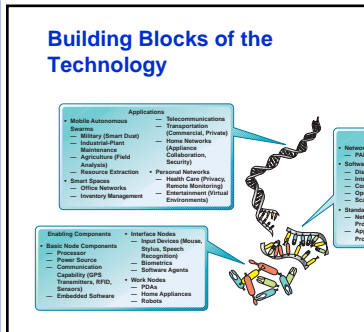 Building Blocks of the
Technology
Applications
• Mobile Autonomous
Swarms
— Military (Smart Dust)
— Industrial-Plant
Maintenance
— Agriculture (Field
Analysis)
— Resource Extraction
• Smart Spaces
— Office Networks
— Inventory Management
— Telecommunications
— Transportation
(Commercial, Private)
— Home Networks
(Appliance
Collaboration,
Security)
• Personal Networks
— Health Care (Privacy,
Remote Monitoring)
— Entertainment (Virtual
Environments)
Enabling Components
• Basic Node Components
— Processor
— Power Source
— Communication
Capability (GPS
Transmitters, RFID,
Sensors)
— Embedded Software
• Interface Nodes
— Input Devices (Mouse,
Stylus, Speech
Recognition)
— Biometrics
— Software Agents
• Work Nodes
— PDAs
— Home Appliances
— Robots